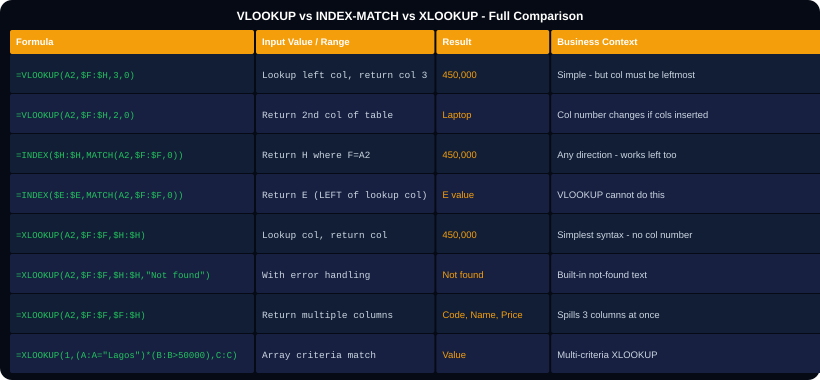 VLOOKUP vs INDEX-MATCH vs XLOOKUP - Full Comparison
Formula Input Value / Range Result Business Context
=VLOOKUP(A2,$F:$H,3,0) Lookup left col, return col 3 450,000 Simple - but col must be leftmost
=VLOOKUP(A2,$F:$H,2,0) Return 2nd col of table Laptop Col number changes if cols inserted
=INDEX($H:$H,MATCH(A2,$F:$F,0)) Return H where F=A2 450,000 Any direction - works left too
=INDEX($E:$E,MATCH(A2,$F:$F,0)) Return E (LEFT of lookup col) E value VLOOKUP cannot do this
=XLOOKUP(A2,$F:$F,$H:$H) Lookup col, return col 450,000 Simplest syntax - no col number
=XLOOKUP(A2,$F:$F,$H:$H,"Not found") With error handling Not found Built-in not-found text
=XLOOKUP(A2,$F:$F,$F:$H) Return multiple columns Code, Name, Price Spills 3 columns at once
=XLOOKUP(1,(A:A="Lagos")*(B:B>50000),C:C) Array criteria match Value Multi-criteria XLOOKUP